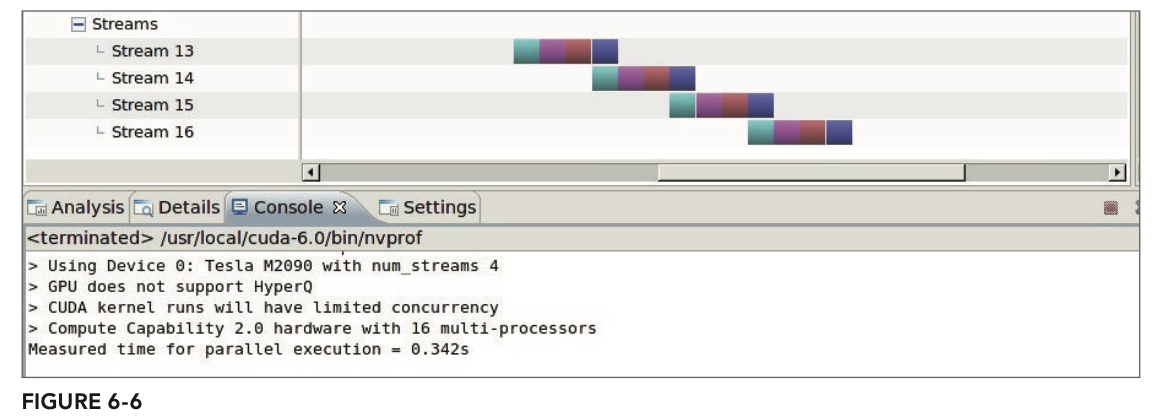 Streams
Stream 13
Stream 14
Stream 15
Stream 16
Analysis Details Console Settings
<terminated> /usr/local/cuda-6.0/bin/nvprof
> Using Device 0: Tesla M2090 with num_streams 4
> GPU does not support HyperQ
> CUDA kernel runs will have limited concurrency
> Compute Capability 2.0 hardware with 16 multi-processors
Measured time for parallel execution = 0.342s
FIGURE 6-6